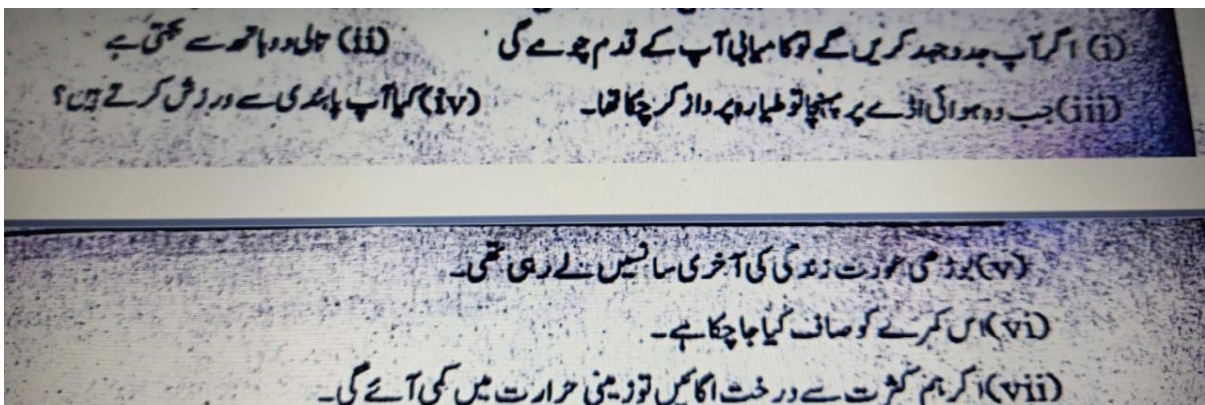 (i) اگر آپ جدوجہد کریں گے تو کامیابی آپ کے قدم چومے گی (ii) تالی دو ہاتھ سے بجتی ہے
(iii) جب وہ ہوائی اڈے پر پہنچا تو طیارہ پرواز کر چکا تھا۔ (iv) کیا آپ پابندی سے ورزش کرتے ہیں؟
(v) بوڑھی عورت زندگی کی آخری سانسیں لے رہی تھی۔
(vi) اس کمرے کو صاف کیا جا چکا ہے۔
(vii) اگر ہم کثرت سے درخت اگائیں تو زمینی حرارت میں کمی آئے گی۔